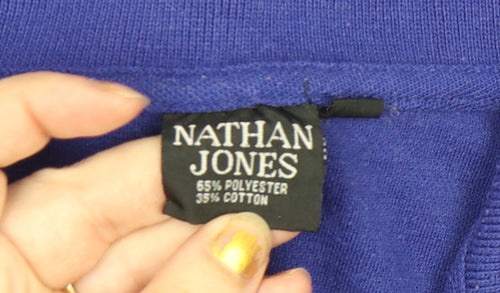 NATHAN
JONES
65% POLYESTER
35% COTTON